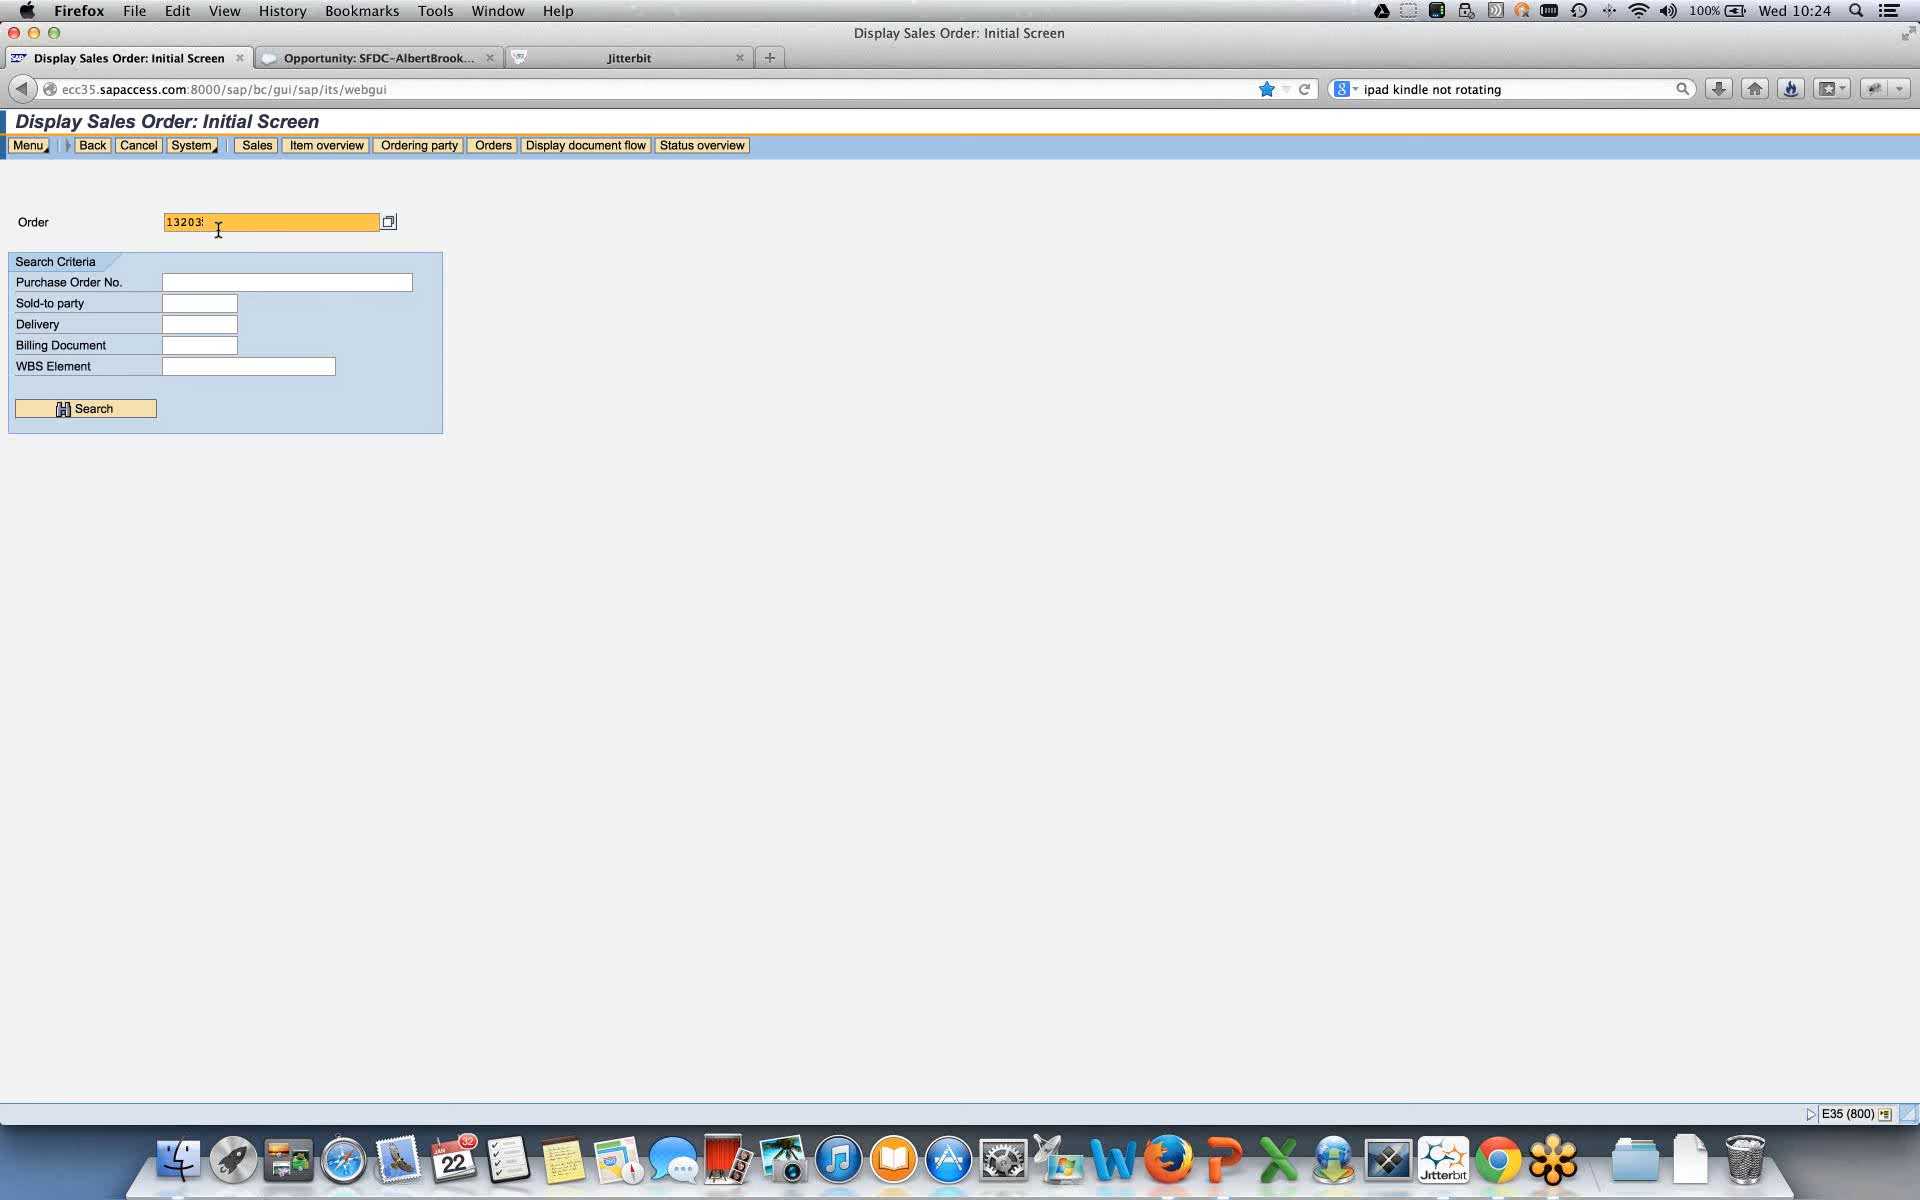 Firefox File Edit View History Bookmarks Tools Window Help 100% Wed 10:24
Display Sales Order: Initial Screen
Display Sales Order: Initial Screen Opportunity: SFDC-AlbertBrook... Jitterbit
ecc35.sapaccess.com:8000/sap/bc/gui/sap/its/webgui ipad kindle not rotating
Display Sales Order: Initial Screen
Menu Back Cancel System Sales Item overview Ordering party Orders Display document flow Status overview
Order 13203
Search Criteria
Purchase Order No.
Sold-to party
Delivery
Billing Document
WBS Element
Search
E35 (800)
JAN 22 32
Jitterbit